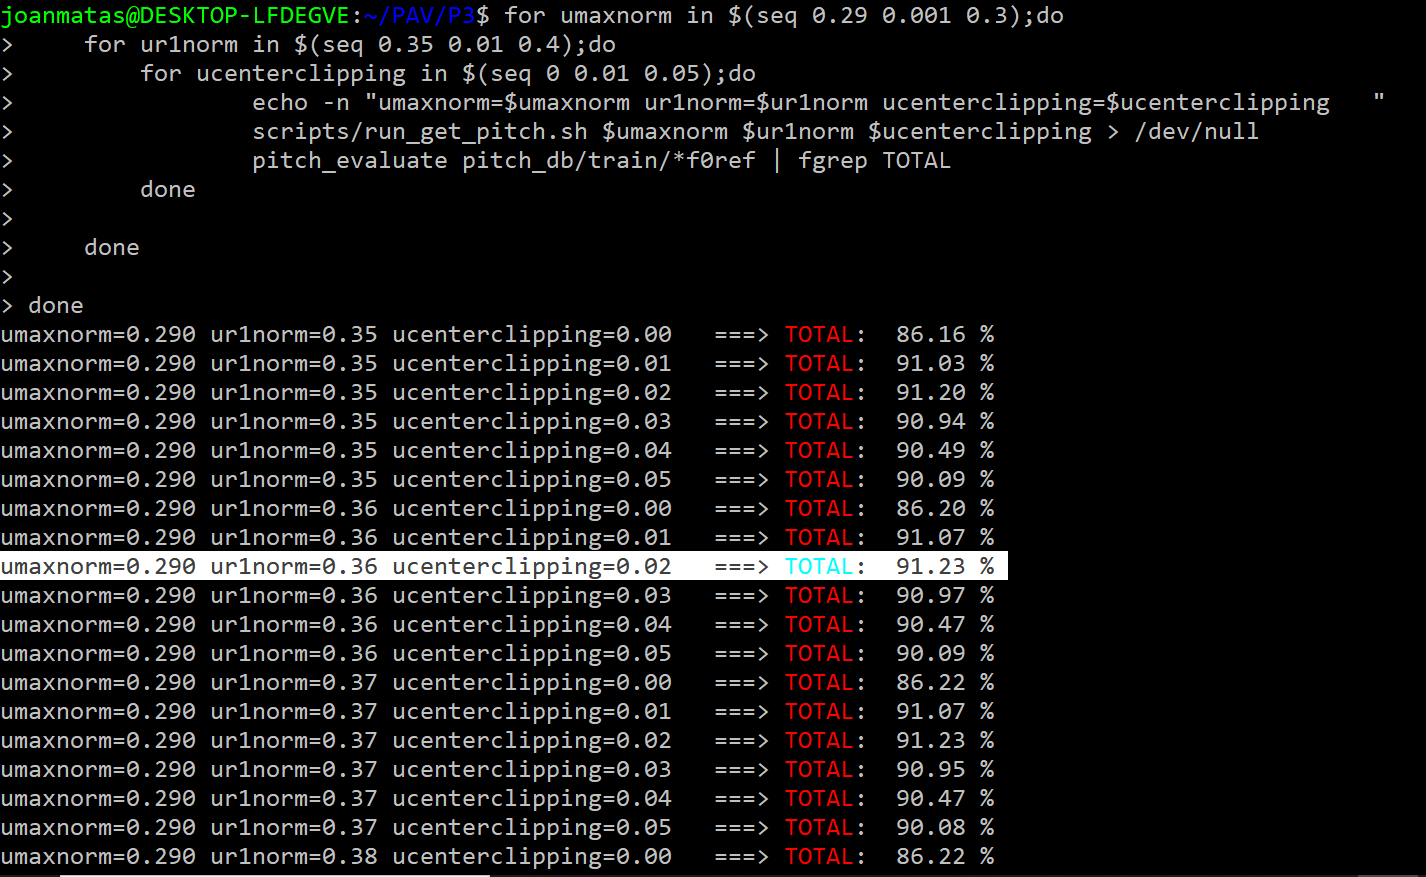 joanmatas@DESKTOP-LFDEGVE:~/PAV/P3$ for umaxnorm in $(seq 0.29 0.001 0.3);do
>     for ur1norm in $(seq 0.35 0.01 0.4);do
>         for ucenterclipping in $(seq 0 0.01 0.05);do
>                 echo -n "umaxnorm=$umaxnorm ur1norm=$ur1norm ucenterclipping=$ucenterclipping   "
>                 scripts/run_get_pitch.sh $umaxnorm $ur1norm $ucenterclipping > /dev/null
>                 pitch_evaluate pitch_db/train/*f0ref | fgrep TOTAL
>         done
>
>     done
>
> done
umaxnorm=0.290 ur1norm=0.35 ucenterclipping=0.00   ===> TOTAL:  86.16 %
umaxnorm=0.290 ur1norm=0.35 ucenterclipping=0.01   ===> TOTAL:  91.03 %
umaxnorm=0.290 ur1norm=0.35 ucenterclipping=0.02   ===> TOTAL:  91.20 %
umaxnorm=0.290 ur1norm=0.35 ucenterclipping=0.03   ===> TOTAL:  90.94 %
umaxnorm=0.290 ur1norm=0.35 ucenterclipping=0.04   ===> TOTAL:  90.49 %
umaxnorm=0.290 ur1norm=0.35 ucenterclipping=0.05   ===> TOTAL:  90.09 %
umaxnorm=0.290 ur1norm=0.36 ucenterclipping=0.00   ===> TOTAL:  86.20 %
umaxnorm=0.290 ur1norm=0.36 ucenterclipping=0.01   ===> TOTAL:  91.07 %
umaxnorm=0.290 ur1norm=0.36 ucenterclipping=0.02   ===> TOTAL:  91.23 %
umaxnorm=0.290 ur1norm=0.36 ucenterclipping=0.03   ===> TOTAL:  90.97 %
umaxnorm=0.290 ur1norm=0.36 ucenterclipping=0.04   ===> TOTAL:  90.47 %
umaxnorm=0.290 ur1norm=0.36 ucenterclipping=0.05   ===> TOTAL:  90.09 %
umaxnorm=0.290 ur1norm=0.37 ucenterclipping=0.00   ===> TOTAL:  86.22 %
umaxnorm=0.290 ur1norm=0.37 ucenterclipping=0.01   ===> TOTAL:  91.07 %
umaxnorm=0.290 ur1norm=0.37 ucenterclipping=0.02   ===> TOTAL:  91.23 %
umaxnorm=0.290 ur1norm=0.37 ucenterclipping=0.03   ===> TOTAL:  90.95 %
umaxnorm=0.290 ur1norm=0.37 ucenterclipping=0.04   ===> TOTAL:  90.47 %
umaxnorm=0.290 ur1norm=0.37 ucenterclipping=0.05   ===> TOTAL:  90.08 %
umaxnorm=0.290 ur1norm=0.38 ucenterclipping=0.00   ===> TOTAL:  86.22 %